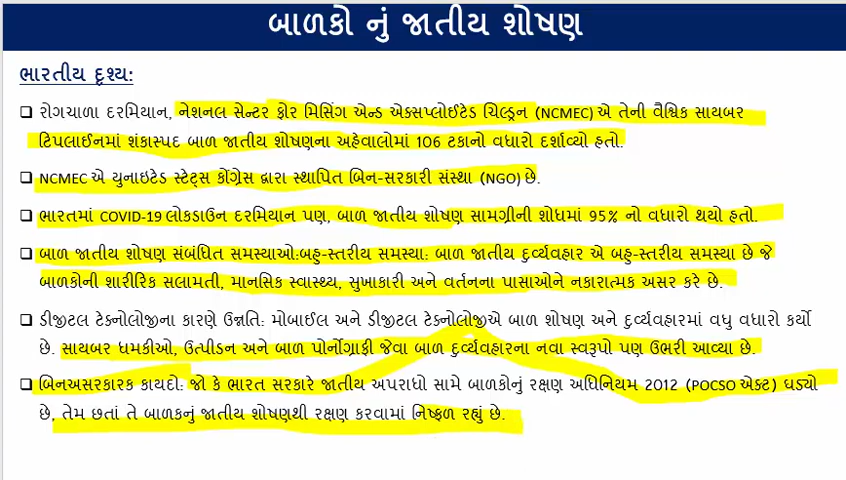 બાળકો નું જાતીય શોષણ
ભારતીય દૃશ્ય:
❑ રોગચાળા દરમિયાન, નેશનલ સેન્ટર ફ્રોર મિસિંગ એન્ડ એક્સપ્લોઈટેડ ચિલ્ડ્રન (NCMEC) એ તેની વૈશ્વિક સાયબર
ટિપલાઈનમાં શંકાસ્પદ બાળ જાતીય શોષણના અહેવાલોમાં 106 ટકાનો વધારો દર્શાવ્યો હતો.
❑ NCMEC એ યુનાઇટેડ સ્ટેટ્સ કોંગ્રેસ દ્વારા સ્થાપિત બિન-સરકારી સંસ્થા (NGO) છે.
❑ ભારતમાં COVID-19 લોકડાઉન દરમિયાન પણ, બાળ જાતીય શોષણ સામગ્રીની શોધમાં 95% નો વધારો થયો હતો.
❑ બાળ જાતીય શોષણ સંબંધિત સમસ્યાઓ:બહુ-સ્તરીય સમસ્યા: બાળ જાતીય દુર્વ્યવહાર એ બહુ-સ્તરીય સમસ્યા છે જે
બાળકોની શારીરિક સલામતી, માનસિક સ્વાસ્થ્ય, સુખાકારી અને વર્તનના પાસાઓને નકારાત્મક અસર કરે છે.
❑ ડીજીટલ ટેક્નોલોજીના કારણે ઉન્નતિ: મોબાઈલ અને ડીજીટલ ટેક્નોલોજીએ બાળ શોષણ અને દુર્વ્યવહારમાં વધુ વધારો કર્યો
છે. સાયબર ધમકીઓ, ઉત્પીડન અને બાળ પોર્નોગ્રાફી જેવા બાળ દુર્વ્યવહારના નવા સ્વરૂપો પણ ઉભરી આવ્યા છે.
❑ બિનઅસરકારક કાયદો: જો કે ભારત સરકારે જાતીય અપરાધો સામે બાળકોનું રક્ષણ અધિનિયમ 2012 (POCSO એક્ટ) ઘડ્યો
છે, તેમ છતાં તે બાળકનું જાતીય શોષણથી રક્ષણ કરવામાં નિષ્ફળ રહ્યું છે.